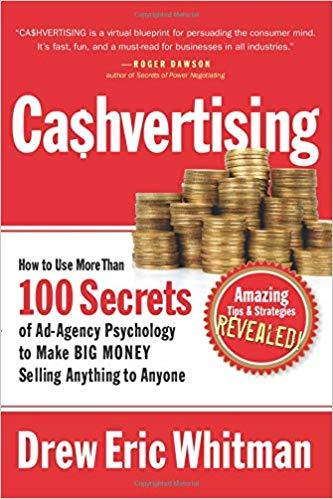 "CA$HVERTISING is a virtual blueprint for persuading the consumer mind.
It's fast, fun, and a must-read for businesses in all industries."
—ROGER DAWSON
author of Secrets of Power Negotiating
Ca$hvertising
How to Use More Than
100 Secrets
of Ad-Agency Psychology
to Make BIG MONEY
Selling Anything to Anyone
Amazing
Tips & Strategies
REVEALED!
Drew Eric Whitman
Copyrighted Material